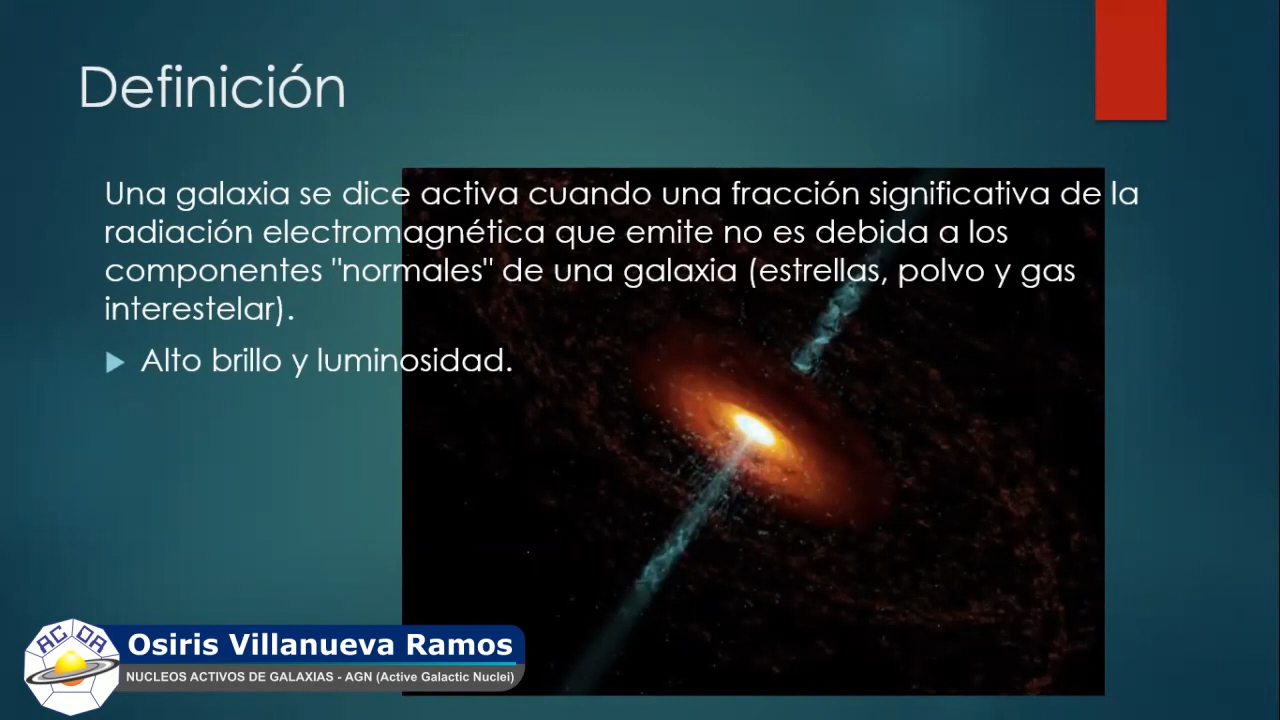 Definición
Una galaxia se dice activa cuando una fracción significativa de la
radiación electromagnética que emite no es debida a los
componentes "normales" de una galaxia (estrellas, polvo y gas
interestelar).
Alto brillo y luminosidad.
Osiris Villanueva Ramos
NUCLEOS ACTIVOS DE GALAXIAS - AGN (Active Galactic Nuclei)